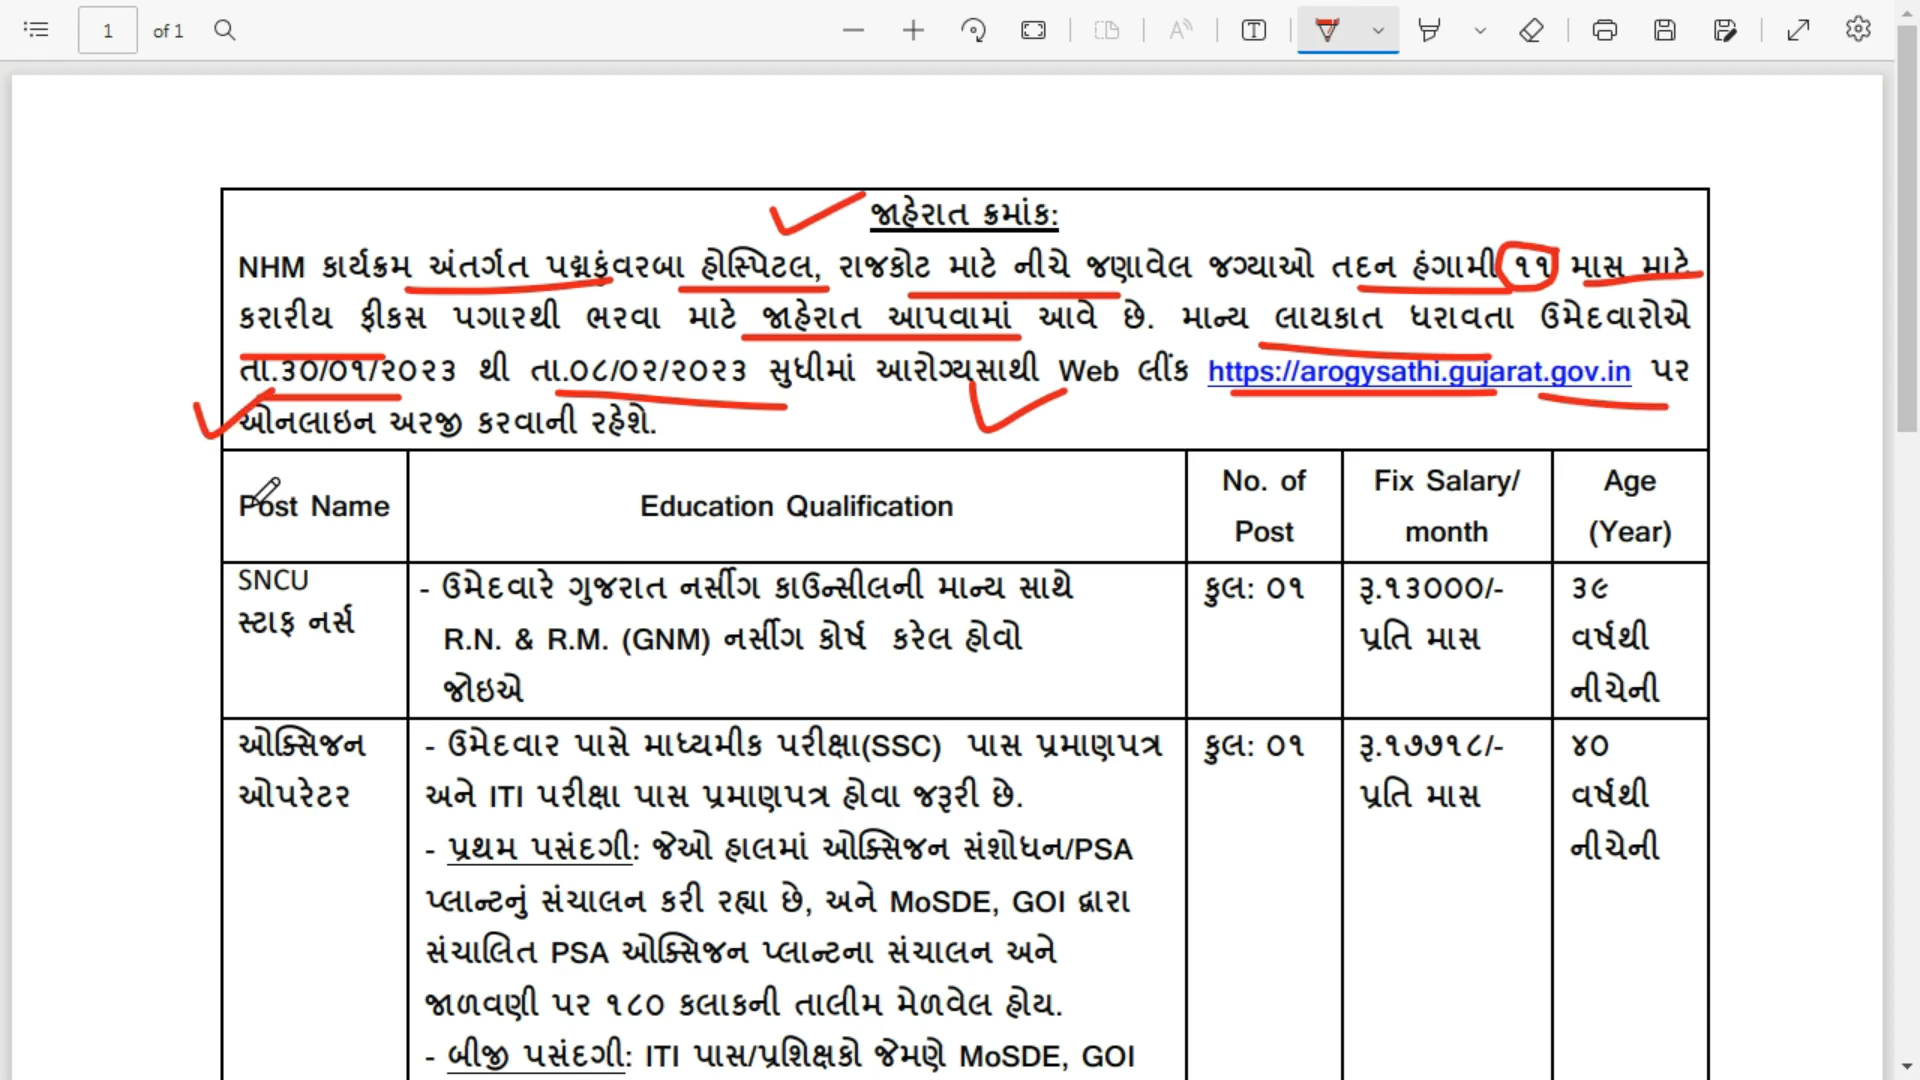 1 of 1
જાહેરાત ક્રમાંક:
NHM કાર્યક્રમ અંતર્ગત પદ્મકુંવરબા હોસ્પિટલ, રાજકોટ માટે નીચે જણાવેલ જગ્યાઓ તદન હંગામી ૧૧ માસ માટે
કરારીય ફીકસ પગારથી ભરવા માટે જાહેરાત આપવામાં આવે છે. માન્ય લાયકાત ધરાવતા ઉમેદવારોએ
તા.૩૦/૦૧/૨૦૨૩ થી તા.૦૮/૦૨/૨૦૨૩ સુધીમાં આરોગ્યસાથી Web લીંક https://arogysathi.gujarat.gov.in પર
ઓનલાઇન અરજી કરવાની રહેશે.
Post Name
Education Qualification
No. of
Post
Fix Salary/
month
Age
(Year)
SNCU
સ્ટાફ નર્સ
- ઉમેદવારે ગુજરાત નર્સીગ કાઉન્સીલની માન્ય સાથે
R.N. & R.M. (GNM) નર્સીગ કોર્ષ કરેલ હોવો
જોઇએ
કુલ: ૦૧
રૂ.૧૩૦૦૦/-
પ્રતિ માસ
૩૯
વર્ષથી
નીચેની
ઓક્સિજન
ઓપરેટર
- ઉમેદવાર પાસે માધ્યમીક પરીક્ષા(SSC) પાસ પ્રમાણપત્ર
અને ITI પરીક્ષા પાસ પ્રમાણપત્ર હોવા જરૂરી છે.
- પ્રથમ પસંદગી: જેઓ હાલમાં ઓક્સિજન સંશોધન/PSA
પ્લાન્ટનું સંચાલન કરી રહ્યા છે, અને MoSDE, GOI દ્વારા
સંચાલિત PSA ઓક્સિજન પ્લાન્ટના સંચાલન અને
જાળવણી પર ૧૮૦ કલાકની તાલીમ મેળવેલ હોય.
- બીજી પસંદગી: ITI પાસ/પ્રશિક્ષકો જેમણે MoSDE, GOI
કુલ: ૦૧
રૂ.૧૭૭૧૮/-
પ્રતિ માસ
૪૦
વર્ષથી
નીચેની